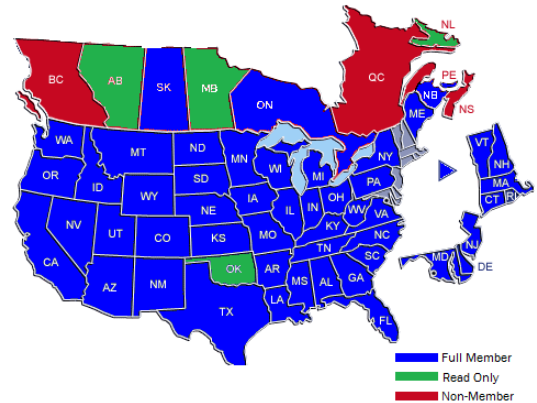 NL
BC
AB
SK
MB
ON
QC
PE
NB
NS
ME
WA
MT
ND
MN
WI
MI
NY
VT
NH
MA
CT
RI
OR
ID
WY
SD
IA
NE
PA
NJ
MD
DE
NV
UT
CO
KS
MO
IL
IN
OH
WV
VA
KY
CA
AZ
NM
OK
AR
TN
NC
SC
TX
LA
MS
AL
GA
FL
Full Member
Read Only
Non-Member